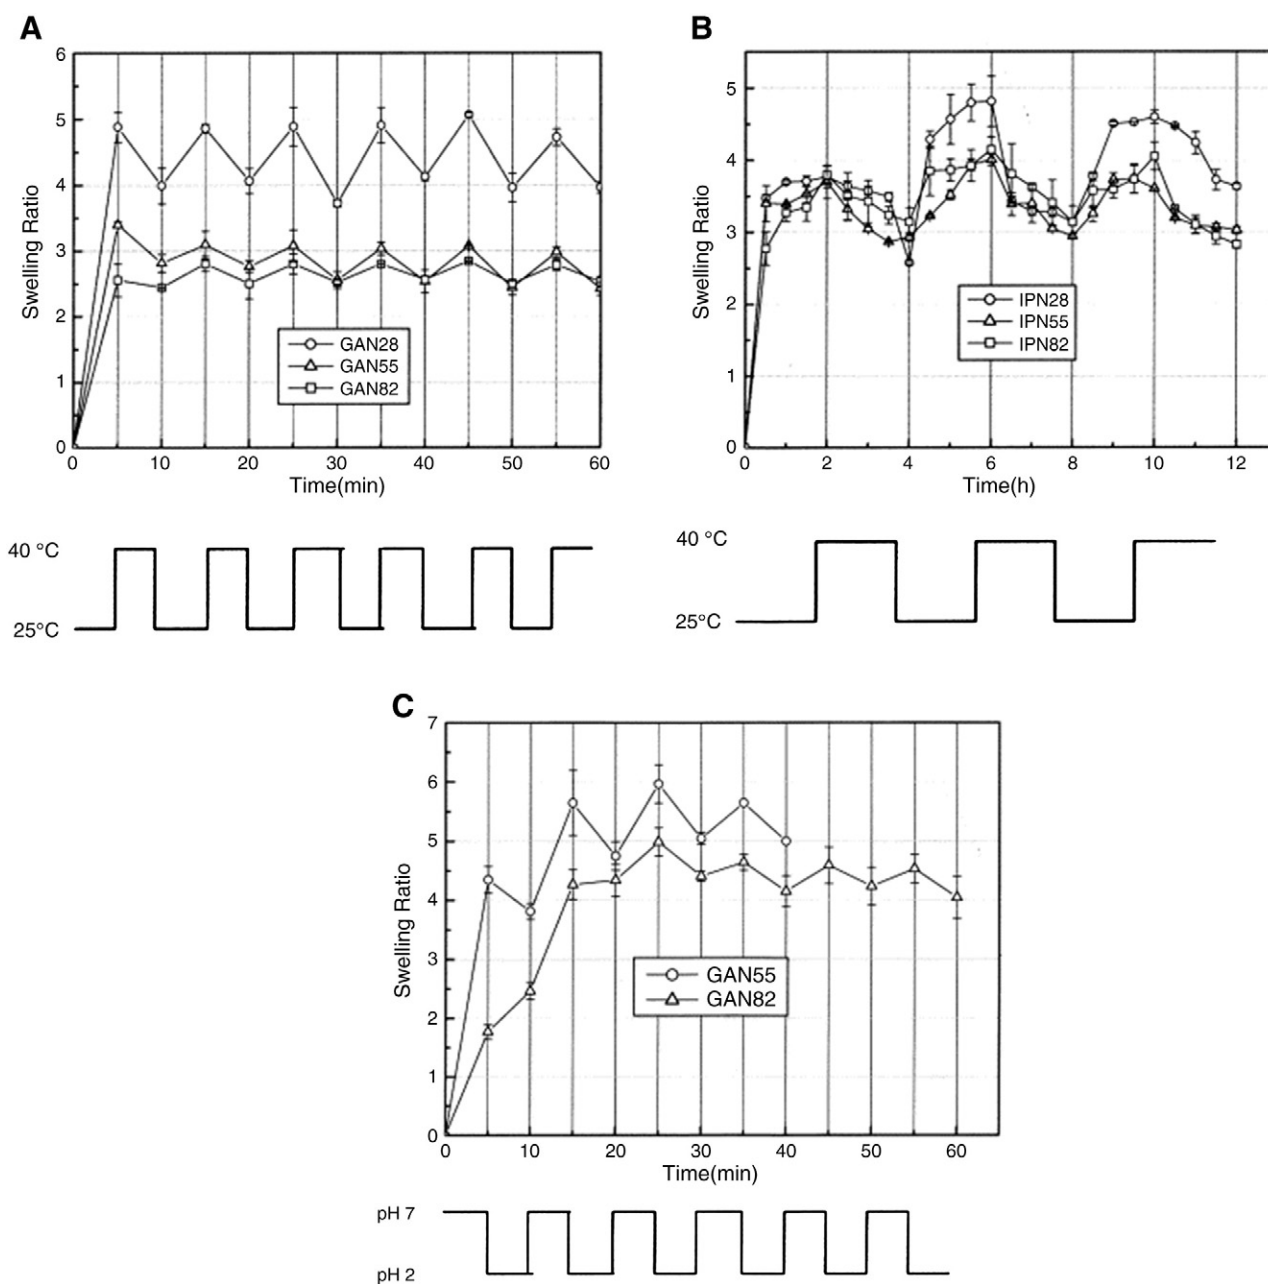 A
B
6
5
4
3
2
1
0
Swelling Ratio
GAN28
GAN55
GAN82
0 10 20 30 40 50 60
Time(min)
5
4
3
2
1
0
Swelling Ratio
IPN28
IPN55
IPN82
0 2 4 6 8 10 12
Time(h)
40 °C
25°C
40 °C
25°C
C
7
6
5
4
3
2
1
0
Swelling Ratio
GAN55
GAN82
0 10 20 30 40 50 60
Time(min)
pH 7
pH 2